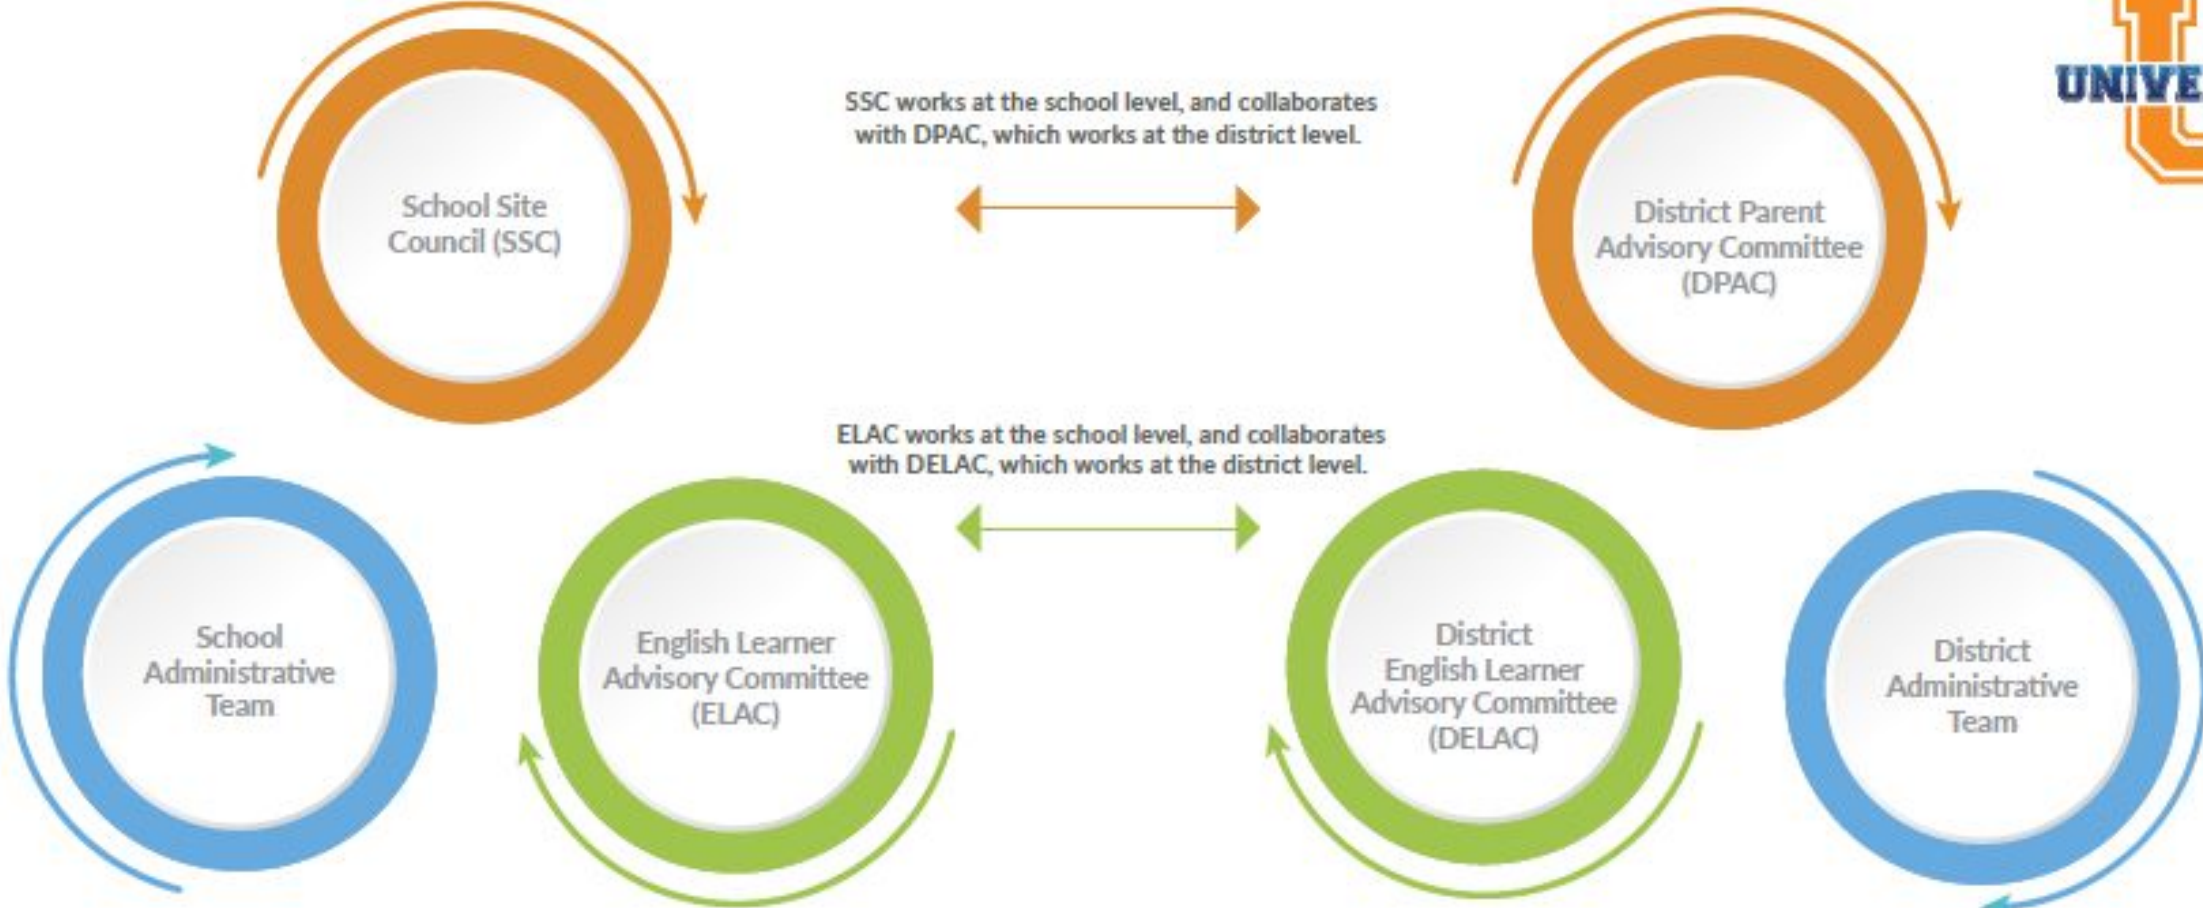 SSC works at the school level, and collaborates
with DPAC, which works at the district level.
School Site
Council (SSC)
District Parent
Advisory Committee
(DPAC)
ELAC works at the school level, and collaborates
with DELAC, which works at the district level.
School
Administrative
Team
English Learner
Advisory Committee
(ELAC)
District
English Learner
Advisory Committee
(DELAC)
District
Administrative
Team